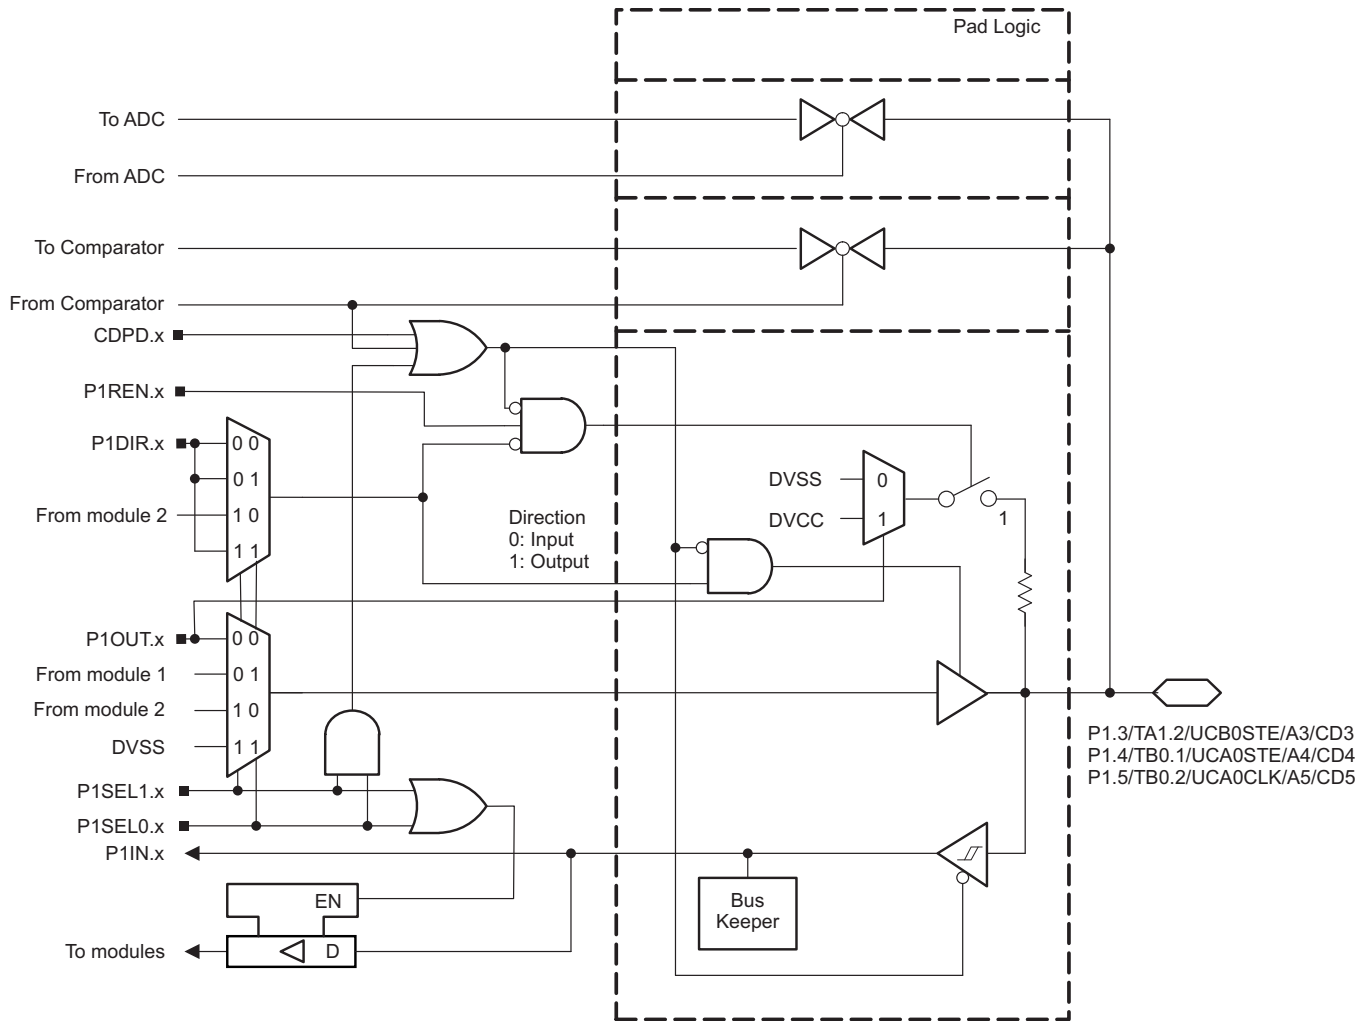 Pad Logic
To ADC
From ADC
To Comparator
From Comparator
CDPD.x
P1REN.x
P1DIR.x
0 0
0 1
From module 2
1 0
1 1
Direction
0: Input
1: Output
DVSS
0
DVCC
1
1
P1OUT.x
0 0
From module 1
0 1
From module 2
1 0
DVSS
1 1
P1.3/TA1.2/UCB0STE/A3/CD3
P1.4/TB0.1/UCA0STE/A4/CD4
P1.5/TB0.2/UCA0CLK/A5/CD5
P1SEL1.x
P1SEL0.x
P1IN.x
Bus
Keeper
EN
To modules
D